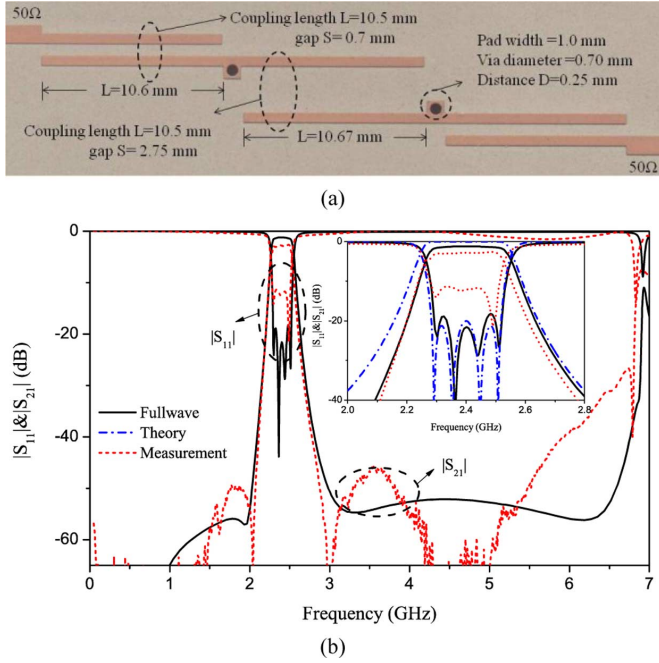 50Ω
Coupling length L=10.5 mm
gap S= 0.7 mm
Pad width =1.0 mm
Via diameter=0.70 mm
Distance D=0.25 mm
L=10.6 mm
Coupling length L=10.5 mm
gap S= 2.75 mm
L=10.67 mm
50Ω
(a)
|S11|&|S21| (dB)
0
-20
-40
-60
|S11|
Fullwave
Theory
Measurement
|S21|
|S11|&|S21| (dB)
0
-10
-20
-30
-40
2.0 2.2 2.4 2.6 2.8
Frequency (GHz)
0 1 2 3 4 5 6 7
Frequency (GHz)
(b)